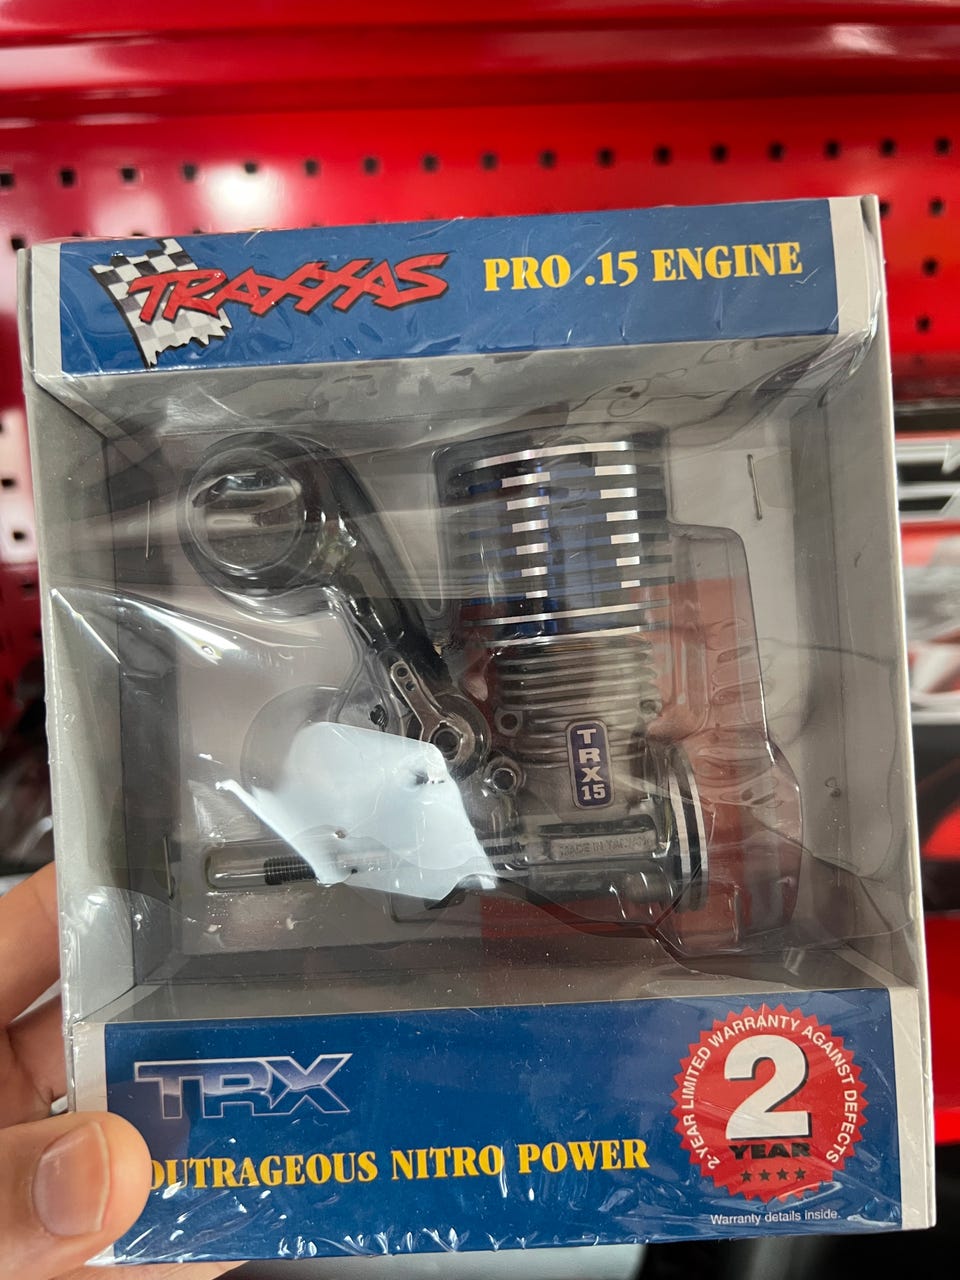 TRAXXAS
PRO .15 ENGINE
TRX
15
TRX
OUTRAGEOUS NITRO POWER
2-YEAR LIMITED WARRANTY AGAINST DEFECTS
2
YEAR
Warranty details inside.